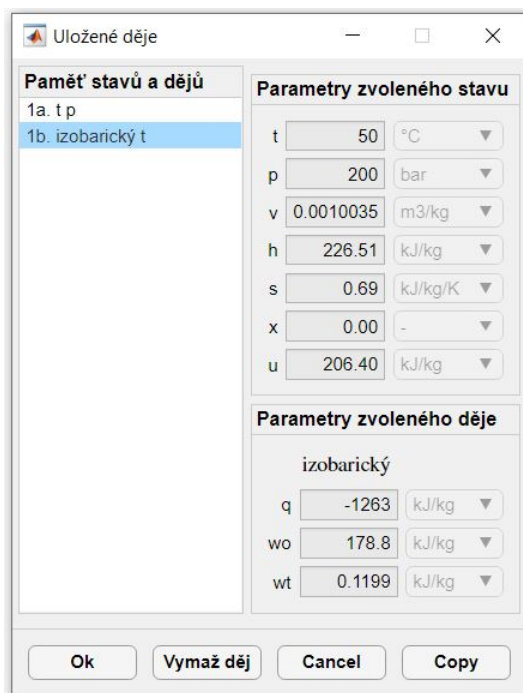 Uložené děje
Paměť stavů a dějů
1a. t p
1b. izobarický t
Parametry zvoleného stavu
t 50 °C
p 200 bar
v 0.0010035 m3/kg
h 226.51 kJ/kg
s 0.69 kJ/kg/K
x 0.00 -
u 206.40 kJ/kg
Parametry zvoleného děje
izobarický
q -1263 kJ/kg
wo 178.8 kJ/kg
wt 0.1199 kJ/kg
Ok Vymaž děj Cancel Copy